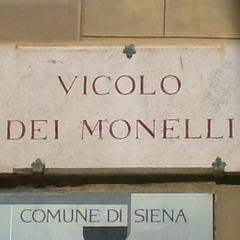 VICOLO
DEI MONELLI
COMUNE DI SIENA